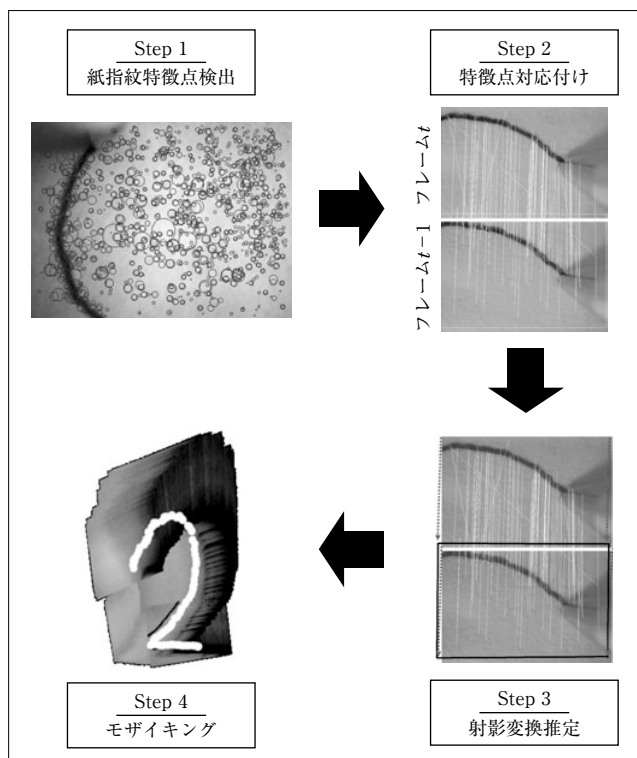 Step 1
紙指紋特徴点検出
Step 2
特徴点対応付け
フレームt
フレームt-1
Step 3
射影変換推定
Step 4
モザイキング
2